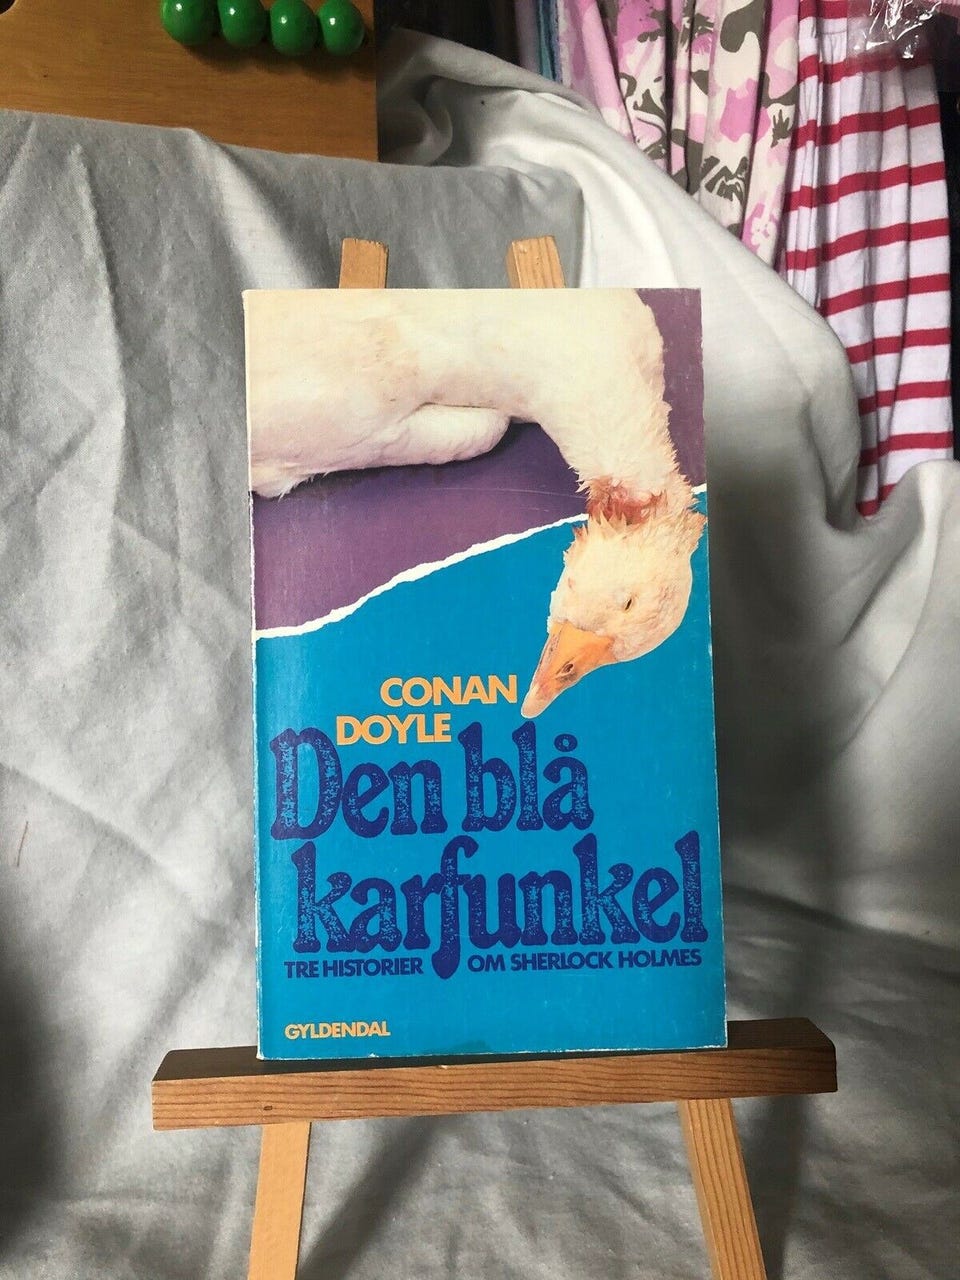 CONAN
DOYLE
Den blå
karfunkel
TRE HISTORIER OM SHERLOCK HOLMES
GYLDENDAL